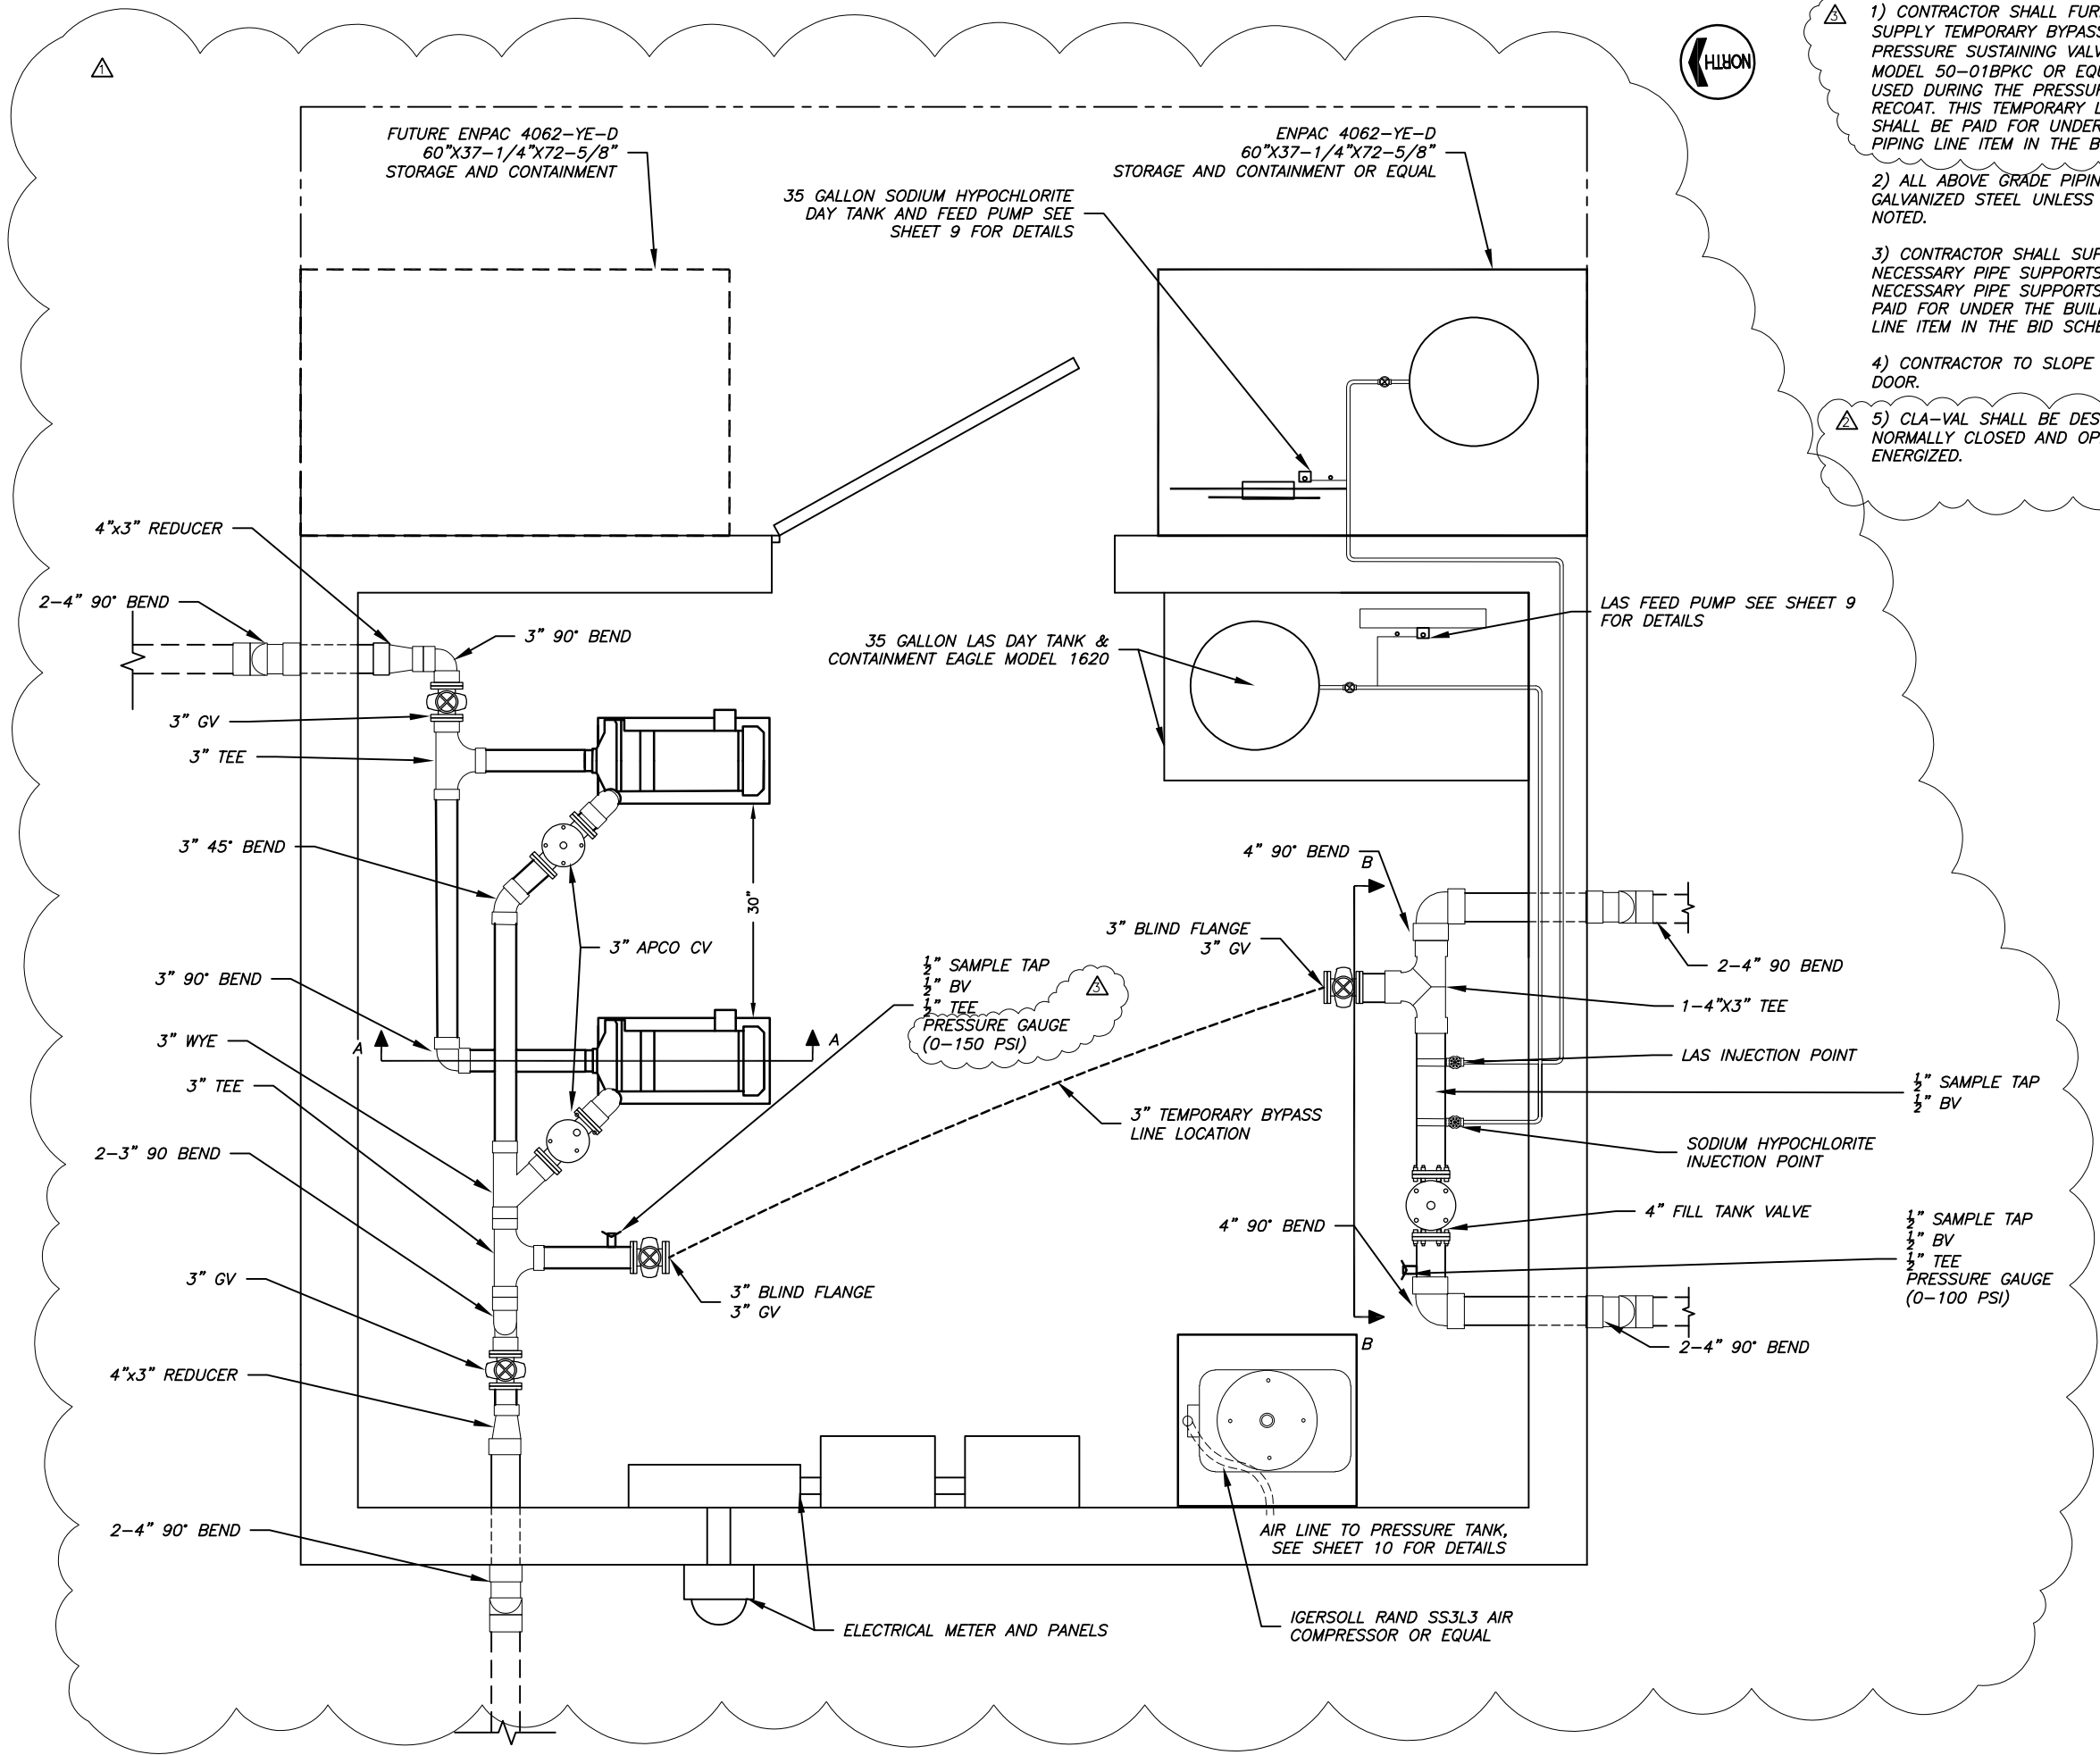 1
NORTH
3
1) CONTRACTOR SHALL FUR
SUPPLY TEMPORARY BYPASS
PRESSURE SUSTAINING VALV
MODEL 50-01BPKC OR EQU
USED DURING THE PRESSUR
RECOAT. THIS TEMPORARY L
SHALL BE PAID FOR UNDER
PIPING LINE ITEM IN THE B
2) ALL ABOVE GRADE PIPIN
GALVANIZED STEEL UNLESS
NOTED.
3) CONTRACTOR SHALL SUP
NECESSARY PIPE SUPPORTS
NECESSARY PIPE SUPPORTS
PAID FOR UNDER THE BUIL
LINE ITEM IN THE BID SCHE
4) CONTRACTOR TO SLOPE
DOOR.
2
5) CLA-VAL SHALL BE DES
NORMALLY CLOSED AND OP
ENERGIZED.
FUTURE ENPAC 4062-YE-D
60"X37-1/4"X72-5/8"
STORAGE AND CONTAINMENT
35 GALLON SODIUM HYPOCHLORITE
DAY TANK AND FEED PUMP SEE
SHEET 9 FOR DETAILS
ENPAC 4062-YE-D
60"X37-1/4"X72-5/8"
STORAGE AND CONTAINMENT OR EQUAL
4"x3" REDUCER
2-4" 90° BEND
3" 90° BEND
3" GV
3" TEE
3" 45° BEND
3" 90° BEND
3" WYE
3" TEE
2-3" 90 BEND
3" GV
4"x3" REDUCER
2-4" 90° BEND
35 GALLON LAS DAY TANK &
CONTAINMENT EAGLE MODEL 1620
LAS FEED PUMP SEE SHEET 9
FOR DETAILS
30"
3" APCO CV
A
A
½" SAMPLE TAP
½" BV
½" TEE
PRESSURE GAUGE
(0-150 PSI)
3
3" BLIND FLANGE
3" GV
3" TEMPORARY BYPASS
LINE LOCATION
3" BLIND FLANGE
3" GV
4" 90° BEND
B
2-4" 90 BEND
1-4"X3" TEE
LAS INJECTION POINT
½" SAMPLE TAP
½" BV
SODIUM HYPOCHLORITE
INJECTION POINT
4" FILL TANK VALVE
4" 90° BEND
½" SAMPLE TAP
½" BV
½" TEE
PRESSURE GAUGE
(0-100 PSI)
B
2-4" 90° BEND
AIR LINE TO PRESSURE TANK,
SEE SHEET 10 FOR DETAILS
ELECTRICAL METER AND PANELS
IGERSOLL RAND SS3L3 AIR
COMPRESSOR OR EQUAL